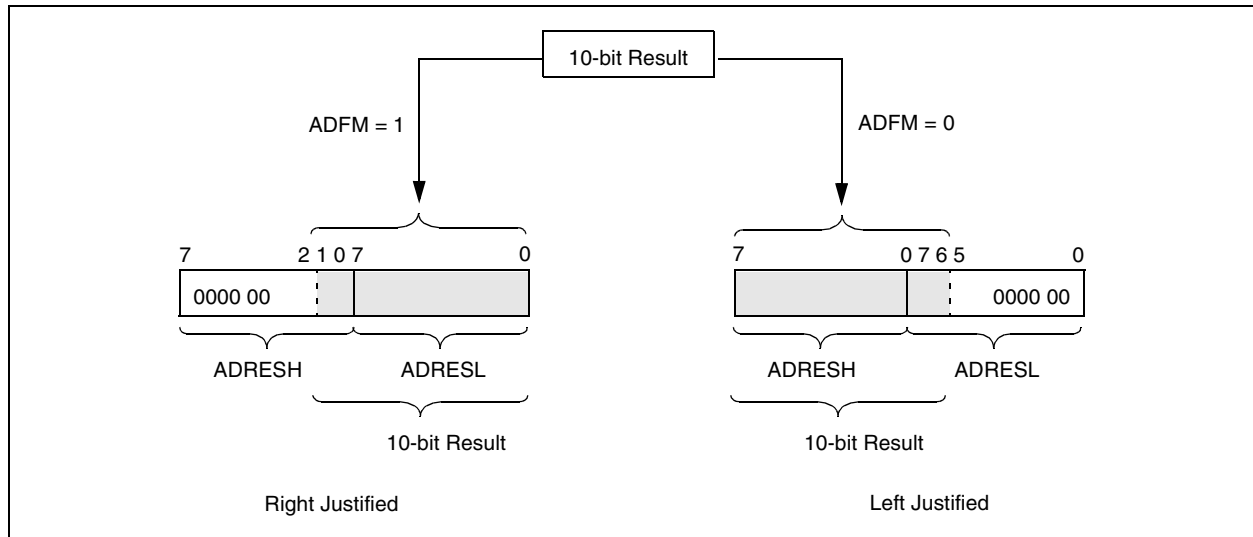 10-bit Result
ADFM = 1
ADFM = 0
7 2 1 0 7 0
7 0 7 6 5 0
0000 00
0000 00
ADRESH ADRESL
ADRESH ADRESL
10-bit Result
10-bit Result
Right Justified
Left Justified